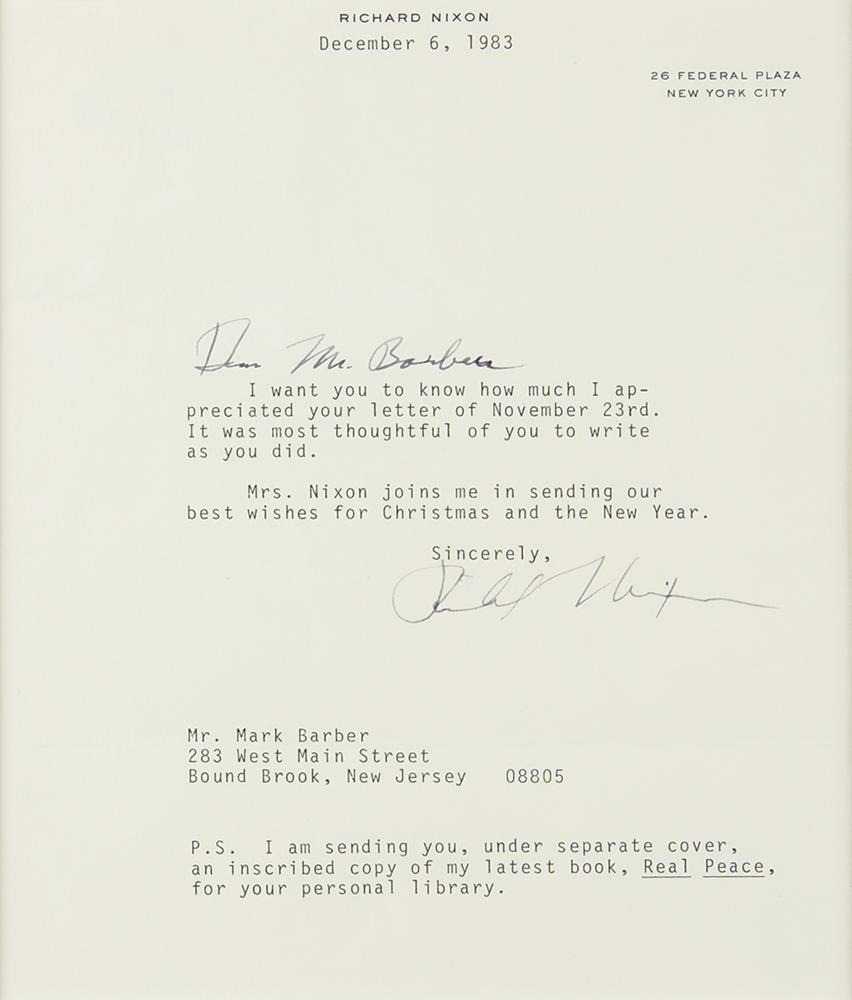 RICHARD NIXON
December 6, 1983
26 FEDERAL PLAZA
NEW YORK CITY
Dear Mr. Barber
I want you to know how much I ap-
preciated your letter of November 23rd.
It was most thoughtful of you to write
as you did.
Mrs. Nixon joins me in sending our
best wishes for Christmas and the New Year.
Sincerely,
Richard Nixon
Mr. Mark Barber
283 West Main Street
Bound Brook, New Jersey 08805
P.S. I am sending you, under separate cover,
an inscribed copy of my latest book, Real Peace,
for your personal library.